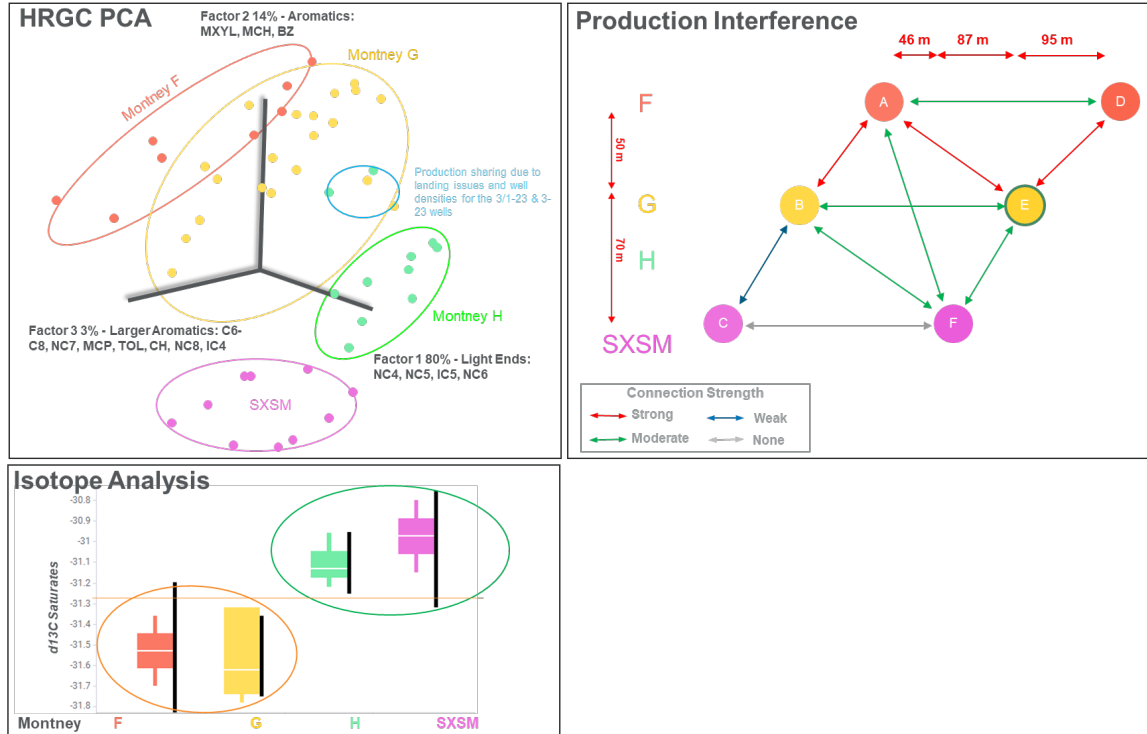 HRGC PCA
Factor 2 14% - Aromatics:
MXYL, MCH, BZ
Montney G
Montney F
Production sharing due to
landing issues and well
densities for the 3/1-23 & 3-
23 wells
Factor 3 3% - Larger Aromatics: C6-
C8, NC7, MCP, TOL, CH, NC8, IC4
Montney H
Factor 1 80% - Light Ends:
NC4, NC5, IC5, NC6
SXSM
Production Interference
46 m
87 m
95 m
F
A
D
50 m
G
B
E
70 m
H
C
F
SXSM
Connection Strength
Strong
Weak
Moderate
None
Isotope Analysis
d13C Saturates
-30.8
-30.9
-31
-31.1
-31.2
-31.3
-31.4
-31.5
-31.6
-31.7
-31.8
Montney F G H SXSM